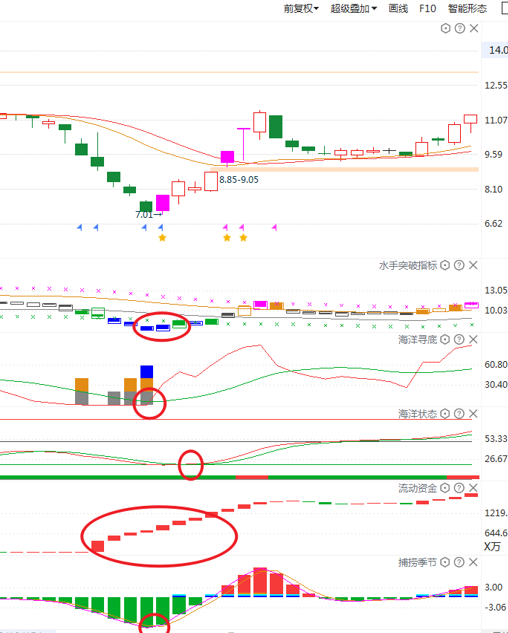 前复权 超级叠加 画线 F10 智能形态
14.0
12.55
11.07
9.59
8.10
6.62
8.85-9.05
7.01
水手突破指标
13.05
10.03
海洋寻底
60.80
30.40
海洋状态
53.33
26.67
流动资金
1219.
644.6
X万
捕捞季节
3.00
-3.06